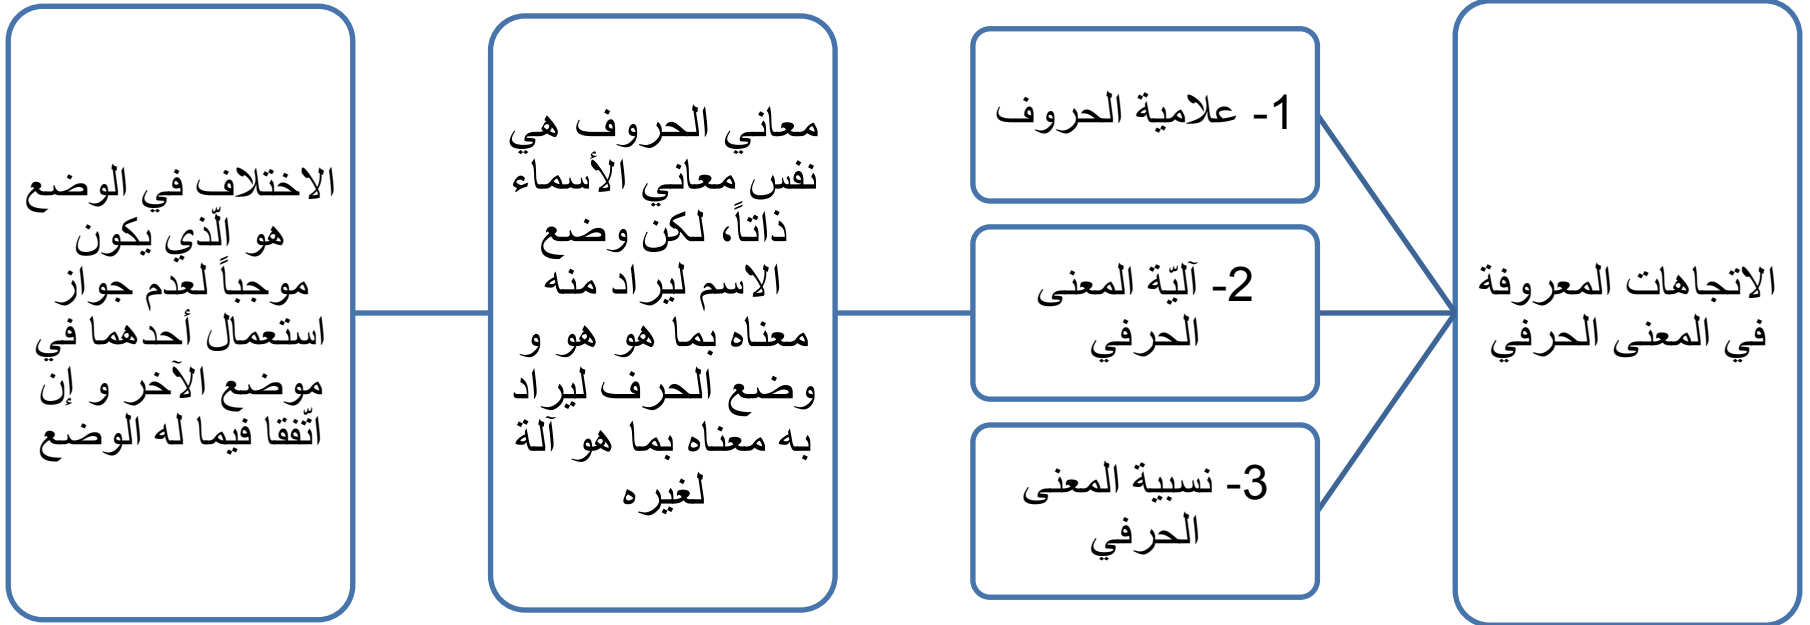 الاتجاهات المعروفة
في المعنى الحرفي
1- علامية الحروف
2- آليّة المعنى
الحرفي
3- نسبية المعنى
الحرفي
معاني الحروف هي
نفس معاني الأسماء
ذاتاً، لكن وضع
الاسم ليراد منه
معناه بما هو هو و
وضع الحرف ليراد
به معناه بما هو آلة
لغيره
الاختلاف في الوضع
هو الّذي يكون
موجباً لعدم جواز
استعمال أحدهما في
موضع الآخر و إن
اتّفقا فيما له الوضع